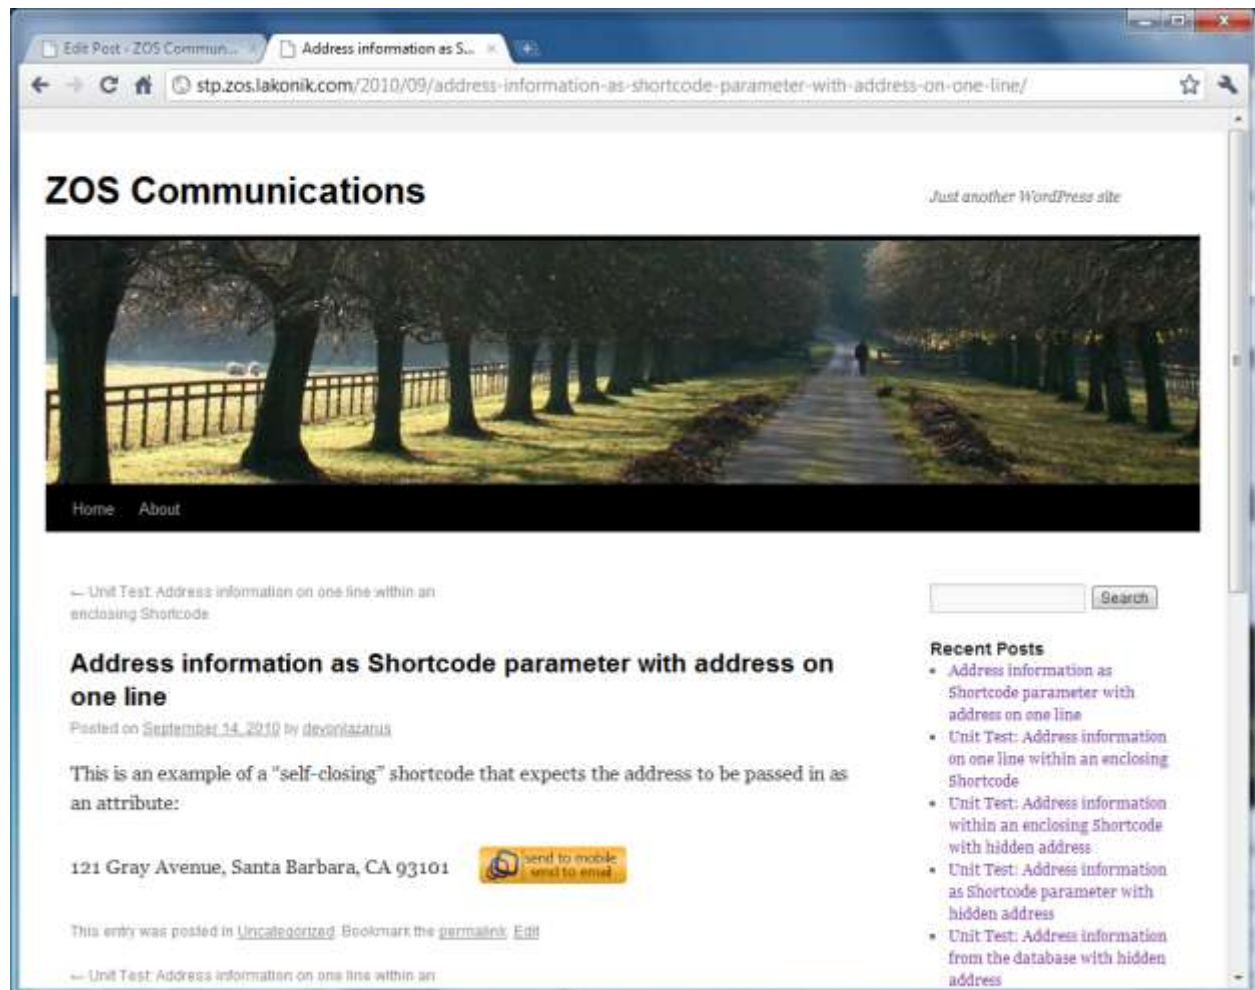 Edit Post ‹ ZOS Commun...
Address information as S...
stp.zos.lakonik.com/2010/09/address-information-as-shortcode-parameter-with-address-on-one-line/
ZOS Communications
Just another WordPress site
Home About
← Unit Test: Address information on one line within an
enclosing Shortcode
Address information as Shortcode parameter with address on
one line
Posted on September 14, 2010 by devonlazarus
This is an example of a “self-closing” shortcode that expects the address to be passed in as
an attribute:
121 Gray Avenue, Santa Barbara, CA 93101
send to mobile
send to email
This entry was posted in Uncategorized. Bookmark the permalink. Edit
← Unit Test: Address information on one line within an
Search
Recent Posts
Address information as
Shortcode parameter with
address on one line
Unit Test: Address information
on one line within an enclosing
Shortcode
Unit Test: Address information
within an enclosing Shortcode
with hidden address
Unit Test: Address information
as Shortcode parameter with
hidden address
Unit Test: Address information
from the database with hidden
address